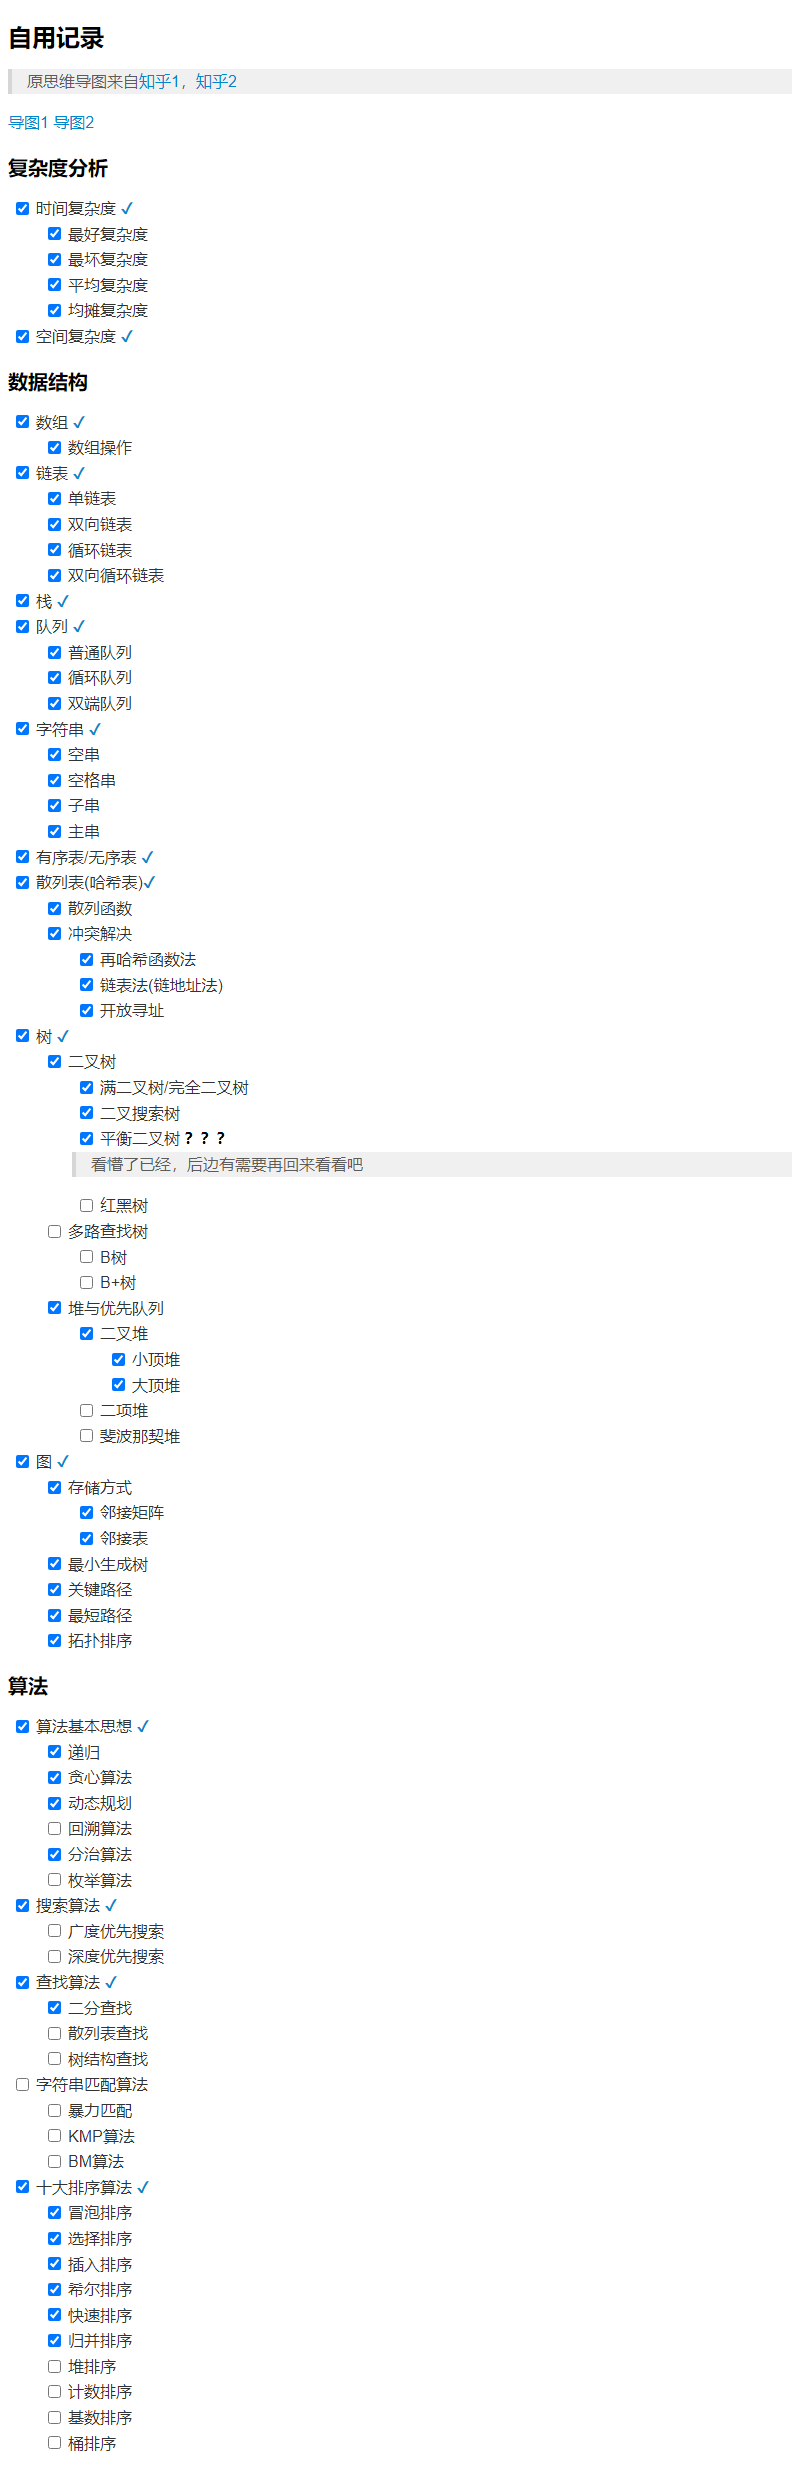 自用记录
原思维导图来自知乎1，知乎2
导图1 导图2
复杂度分析
时间复杂度 ✓
最好复杂度
最坏复杂度
平均复杂度
均摊复杂度
空间复杂度 ✓
数据结构
数组 ✓
数组操作
链表 ✓
单链表
双向链表
循环链表
双向循环链表
栈 ✓
队列 ✓
普通队列
循环队列
双端队列
字符串 ✓
空串
空格串
子串
主串
有序表/无序表 ✓
散列表(哈希表)✓
散列函数
冲突解决
再哈希函数法
链表法(链地址法)
开放寻址
树 ✓
二叉树
满二叉树/完全二叉树
二叉搜索树
平衡二叉树？？？
看懵了已经，后边有需要再回来看看吧
红黑树
多路查找树
B树
B+树
堆与优先队列
二叉堆
小顶堆
大顶堆
二项堆
斐波那契堆
图 ✓
存储方式
邻接矩阵
邻接表
最小生成树
关键路径
最短路径
拓扑排序
算法
算法基本思想 ✓
递归
贪心算法
动态规划
回溯算法
分治算法
枚举算法
搜索算法 ✓
广度优先搜索
深度优先搜索
查找算法 ✓
二分查找
散列表查找
树结构查找
字符串匹配算法
暴力匹配
KMP算法
BM算法
十大排序算法 ✓
冒泡排序
选择排序
插入排序
希尔排序
快速排序
归并排序
堆排序
计数排序
基数排序
桶排序